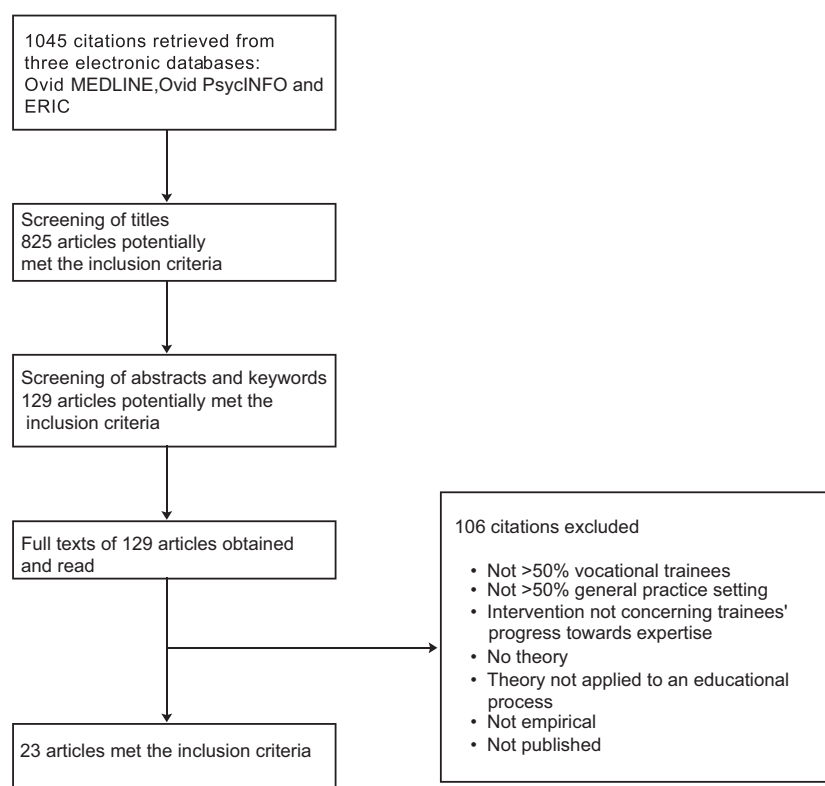 1045 citations retrieved from
three electronic databases:
Ovid MEDLINE,Ovid PsycINFO and
ERIC
Screening of titles
825 articles potentially
met the inclusion criteria
Screening of abstracts and keywords
129 articles potentially met the
inclusion criteria
Full texts of 129 articles obtained
and read
106 citations excluded
• Not >50% vocational trainees
• Not >50% general practice setting
• Intervention not concerning trainees'
progress towards expertise
• No theory
• Theory not applied to an educational
process
• Not empirical
• Not published
23 articles met the inclusion criteria